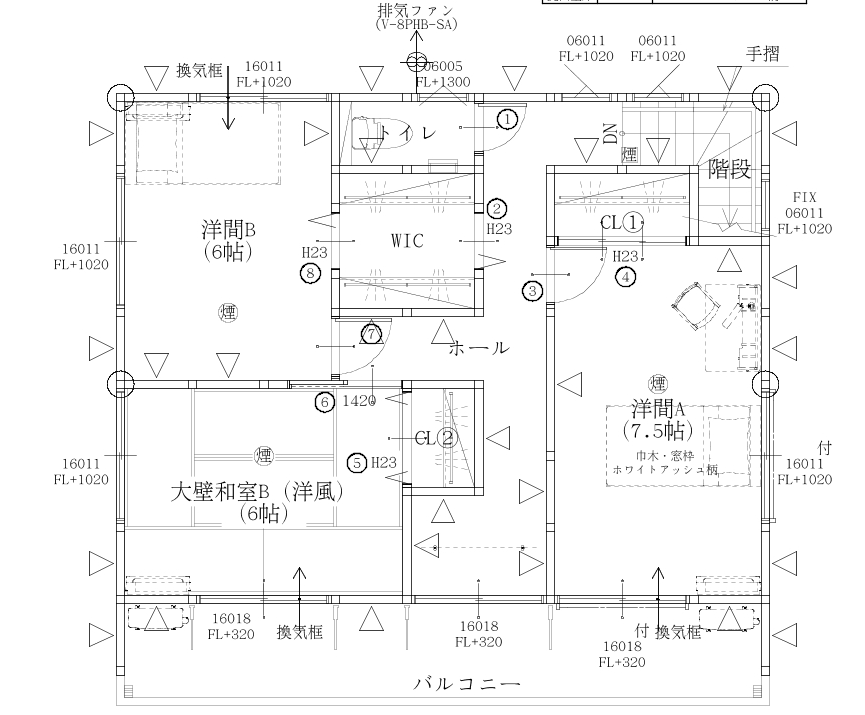 排気ファン
(V-8PHB-SA)
換気框
16011
FL+1020
06005
FL+1300
06011
FL+1020
06011
FL+1020
手摺
トイレ
①
DN
煙
階段
FIX
06011
FL+1020
洋間B
(6帖)
WIC
②
H23
CL①
H23
④
③
16011
FL+1020
H23
⑧
煙
⑦
ホール
煙
洋間A
(7.5帖)
巾木・窓枠
ホワイトアッシュ柄
⑥
1420
CL②
⑤
H23
煙
16011
FL+1020
大壁和室B (洋風)
(6帖)
付
16011
FL+1020
16018
FL+320
換気框
16018
FL+320
付
換気框
16018
FL+320
バルコニー